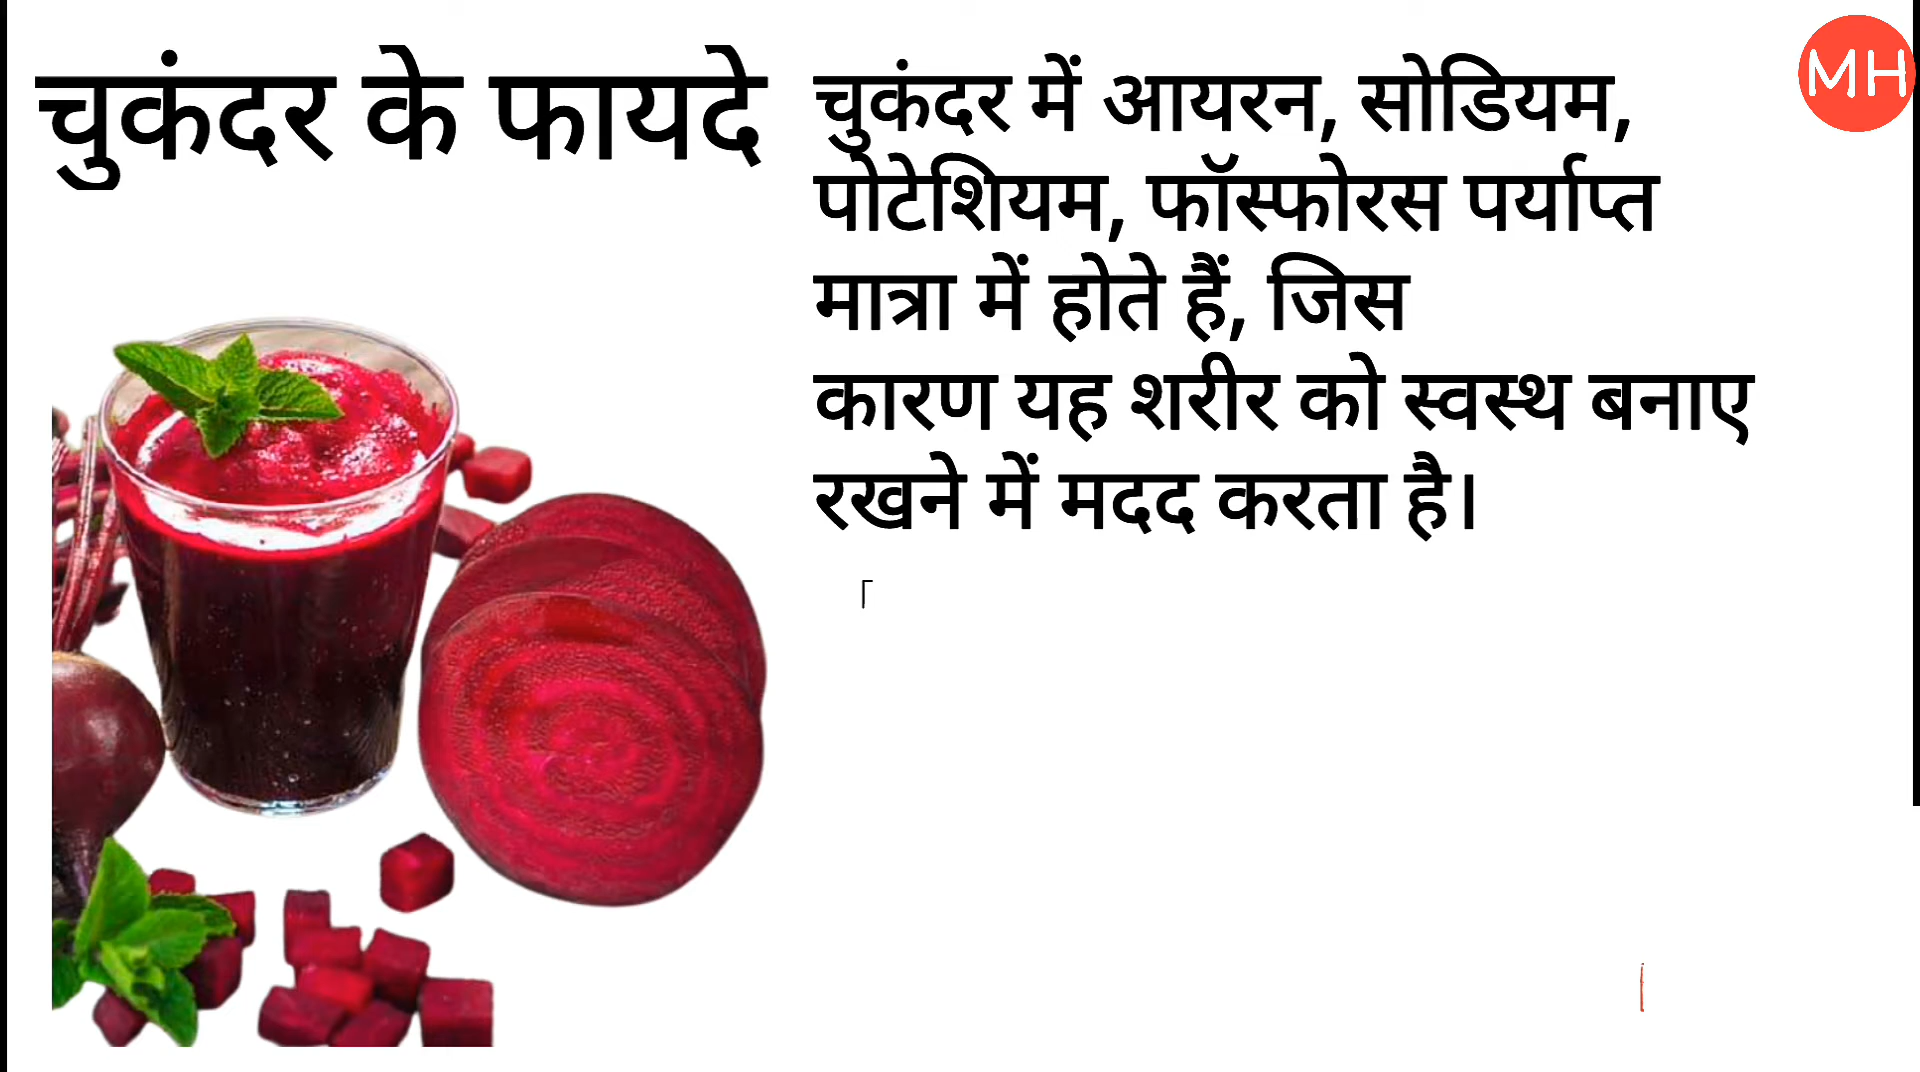 चुकंदर के फायदे
चुकंदर में आयरन, सोडियम,
पोटेशियम, फॉस्फोरस पर्याप्त
मात्रा में होते हैं, जिस
कारण यह शरीर को स्वस्थ बनाए
रखने में मदद करता है।
MH